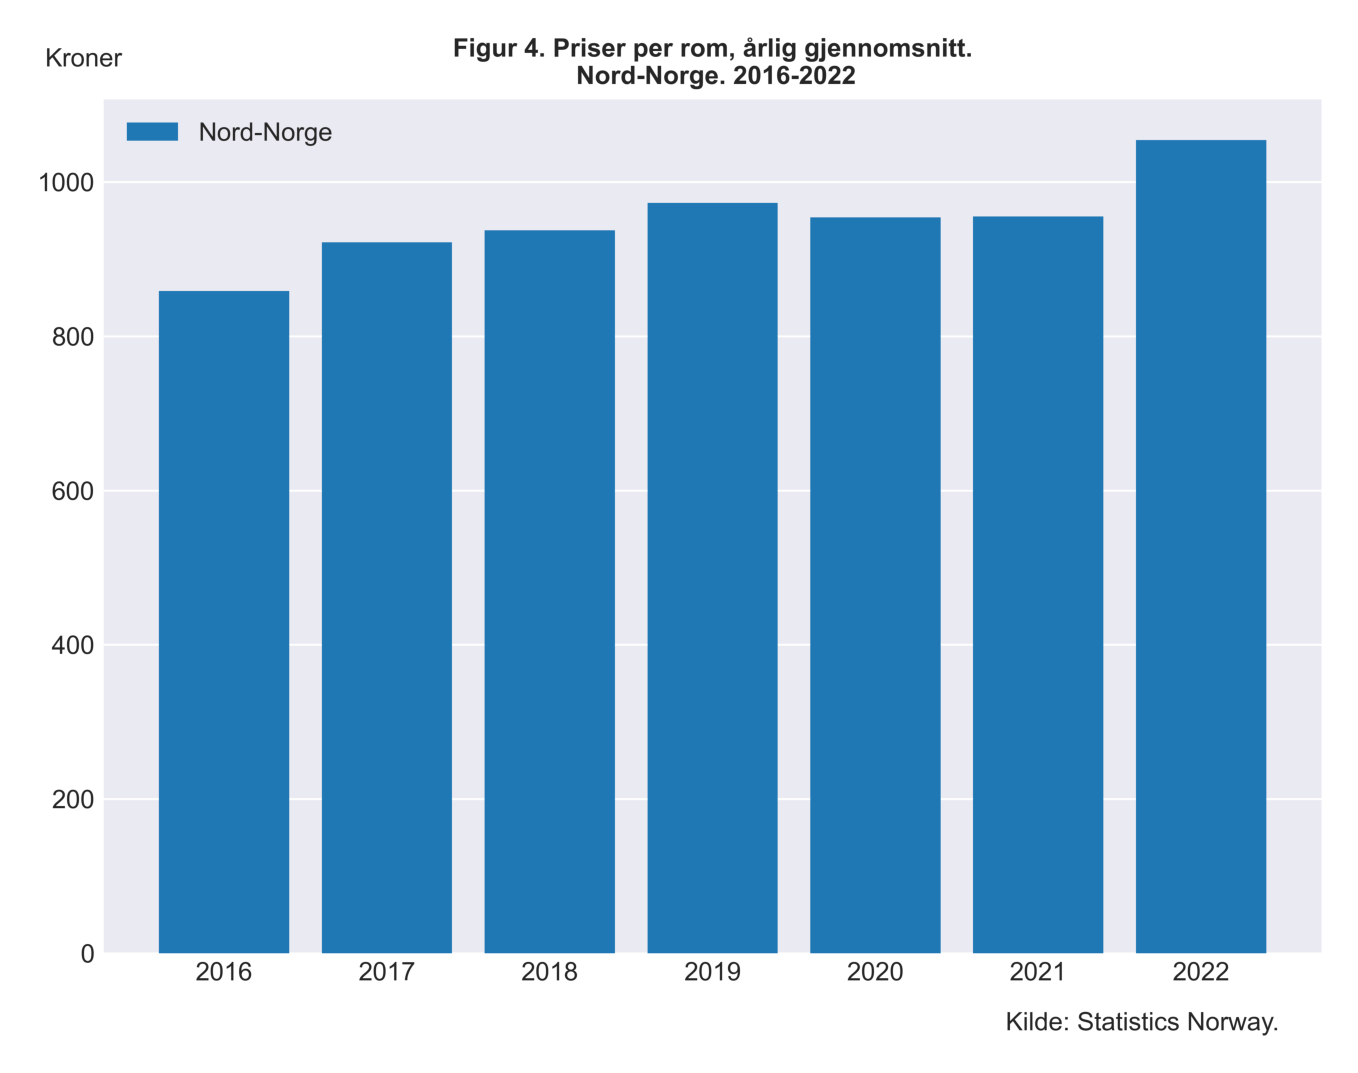 Kroner
Figur 4. Priser per rom, årlig gjennomsnitt.
Nord-Norge. 2016-2022
Nord-Norge
1000
800
600
400
200
0
2016 2017 2018 2019 2020 2021 2022
Kilde: Statistics Norway.